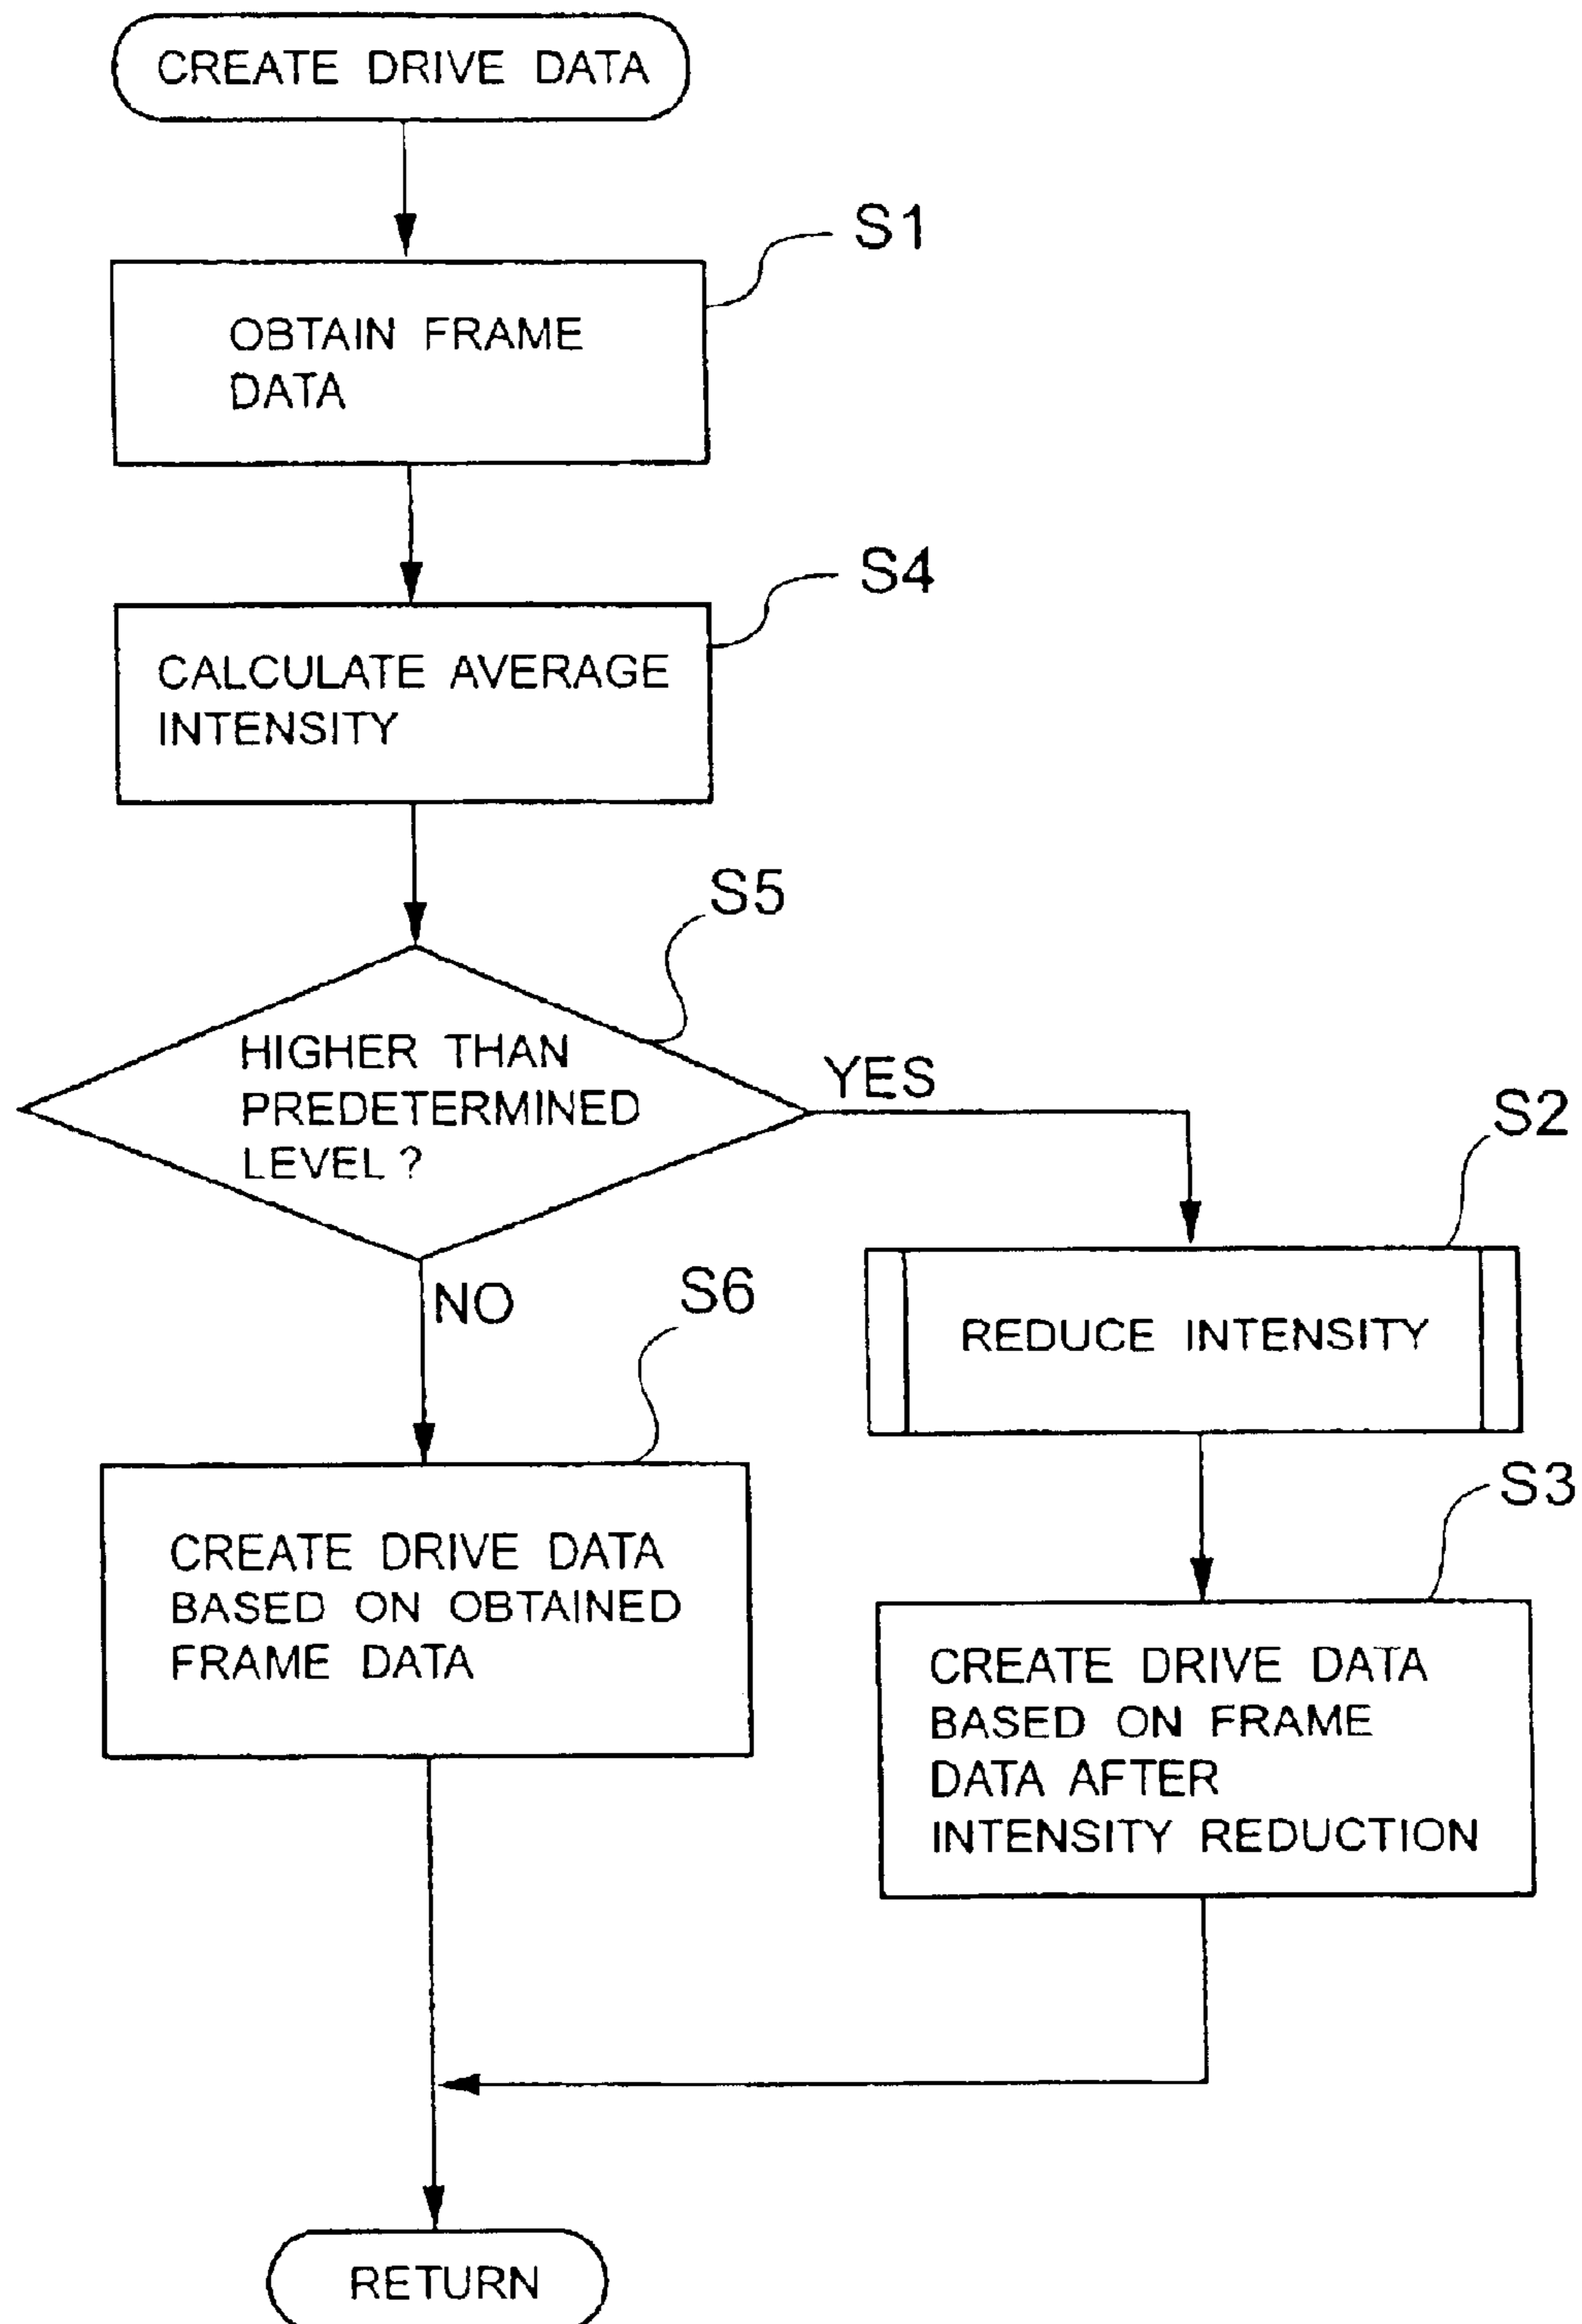 CREATE DRIVE DATA
S1
OBTAIN FRAME
DATA
S4
CALCULATE AVERAGE
INTENSITY
S5
HIGHER THAN
PREDETERMINED
LEVEL ?
YES
S2
REDUCE INTENSITY
NO
S6
CREATE DRIVE DATA
BASED ON OBTAINED
FRAME DATA
S3
CREATE DRIVE DATA
BASED ON FRAME
DATA AFTER
INTENSITY REDUCTION
RETURN